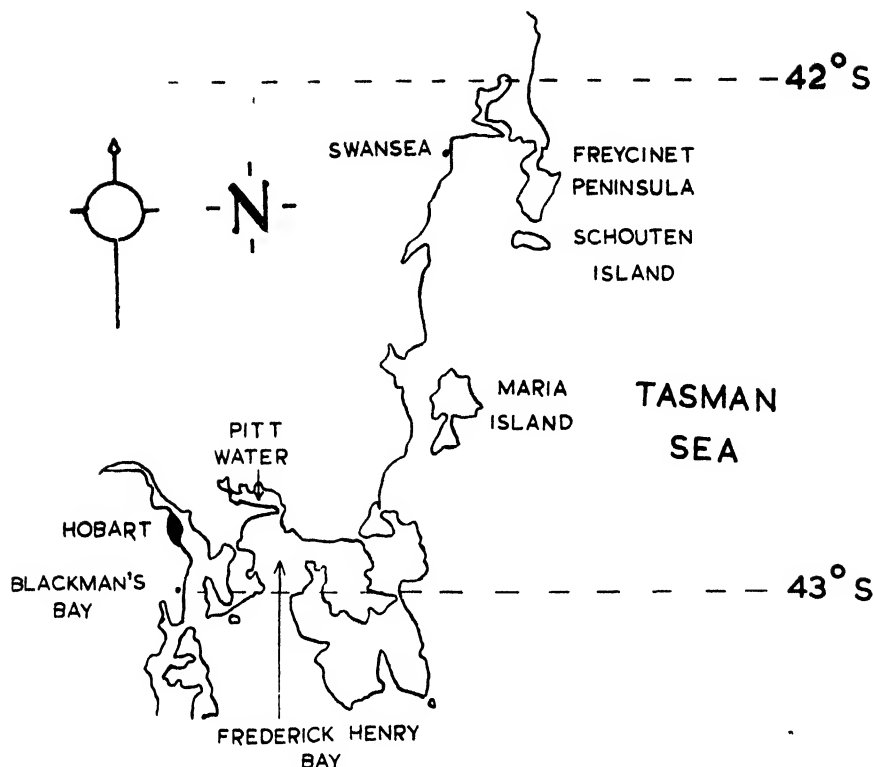 42°S
SWANSEA
FREYCINET
PENINSULA
N
SCHOUTEN
ISLAND
MARIA
ISLAND
TASMAN
SEA
PITT
WATER
HOBART
BLACKMAN'S
BAY
43°S
FREDERICK HENRY
BAY